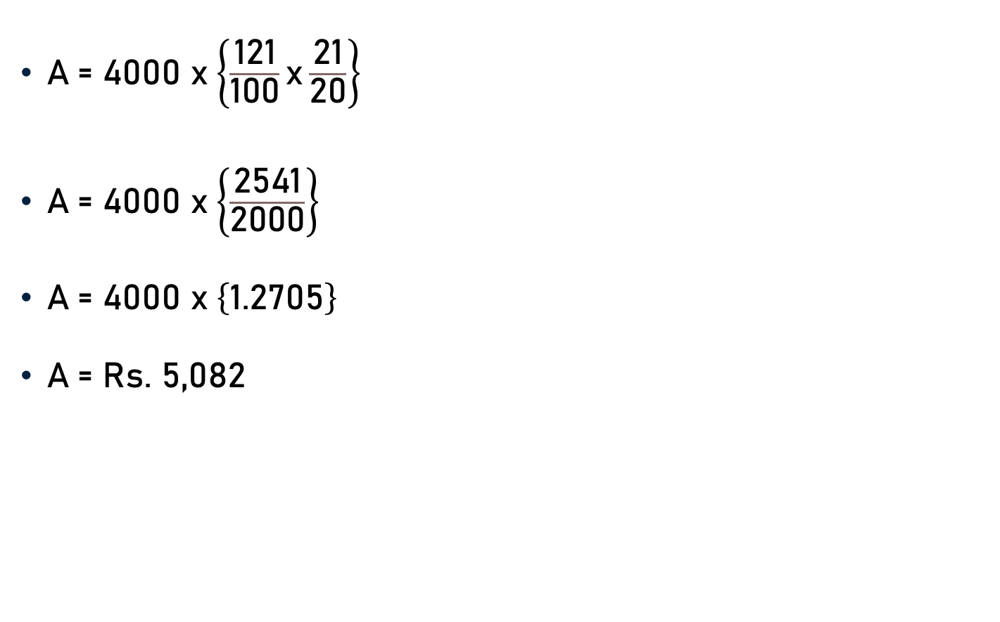 • A = 4000 x {121/100 x 21/20}
• A = 4000 x {2541/2000}
• A = 4000 x {1.2705}
• A = Rs. 5,082